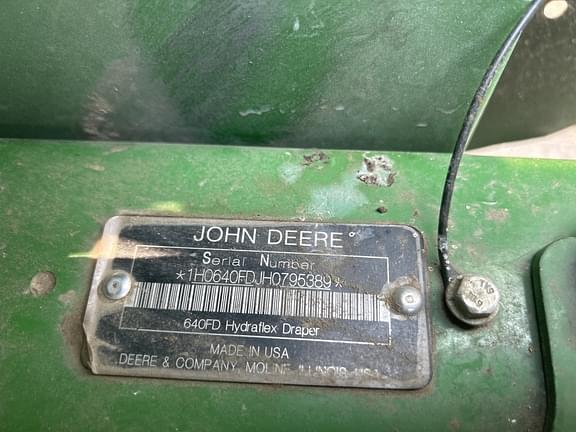 JOHN DEERE
Serial Number
*1H0640FDJH0795389*
640FD Hydraflex Draper
MADE IN USA
DEERE & COMPANY, MOLINE, ILLINOIS, USA